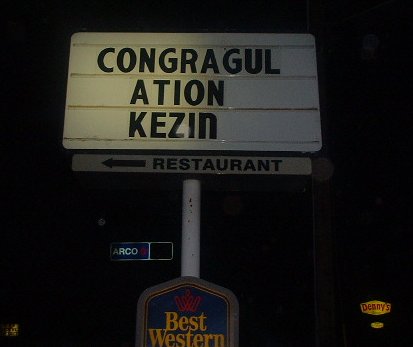 CONGRAGUL
ATION
KEZIn
RESTAURANT
ARCO
Denny's
Best
Western